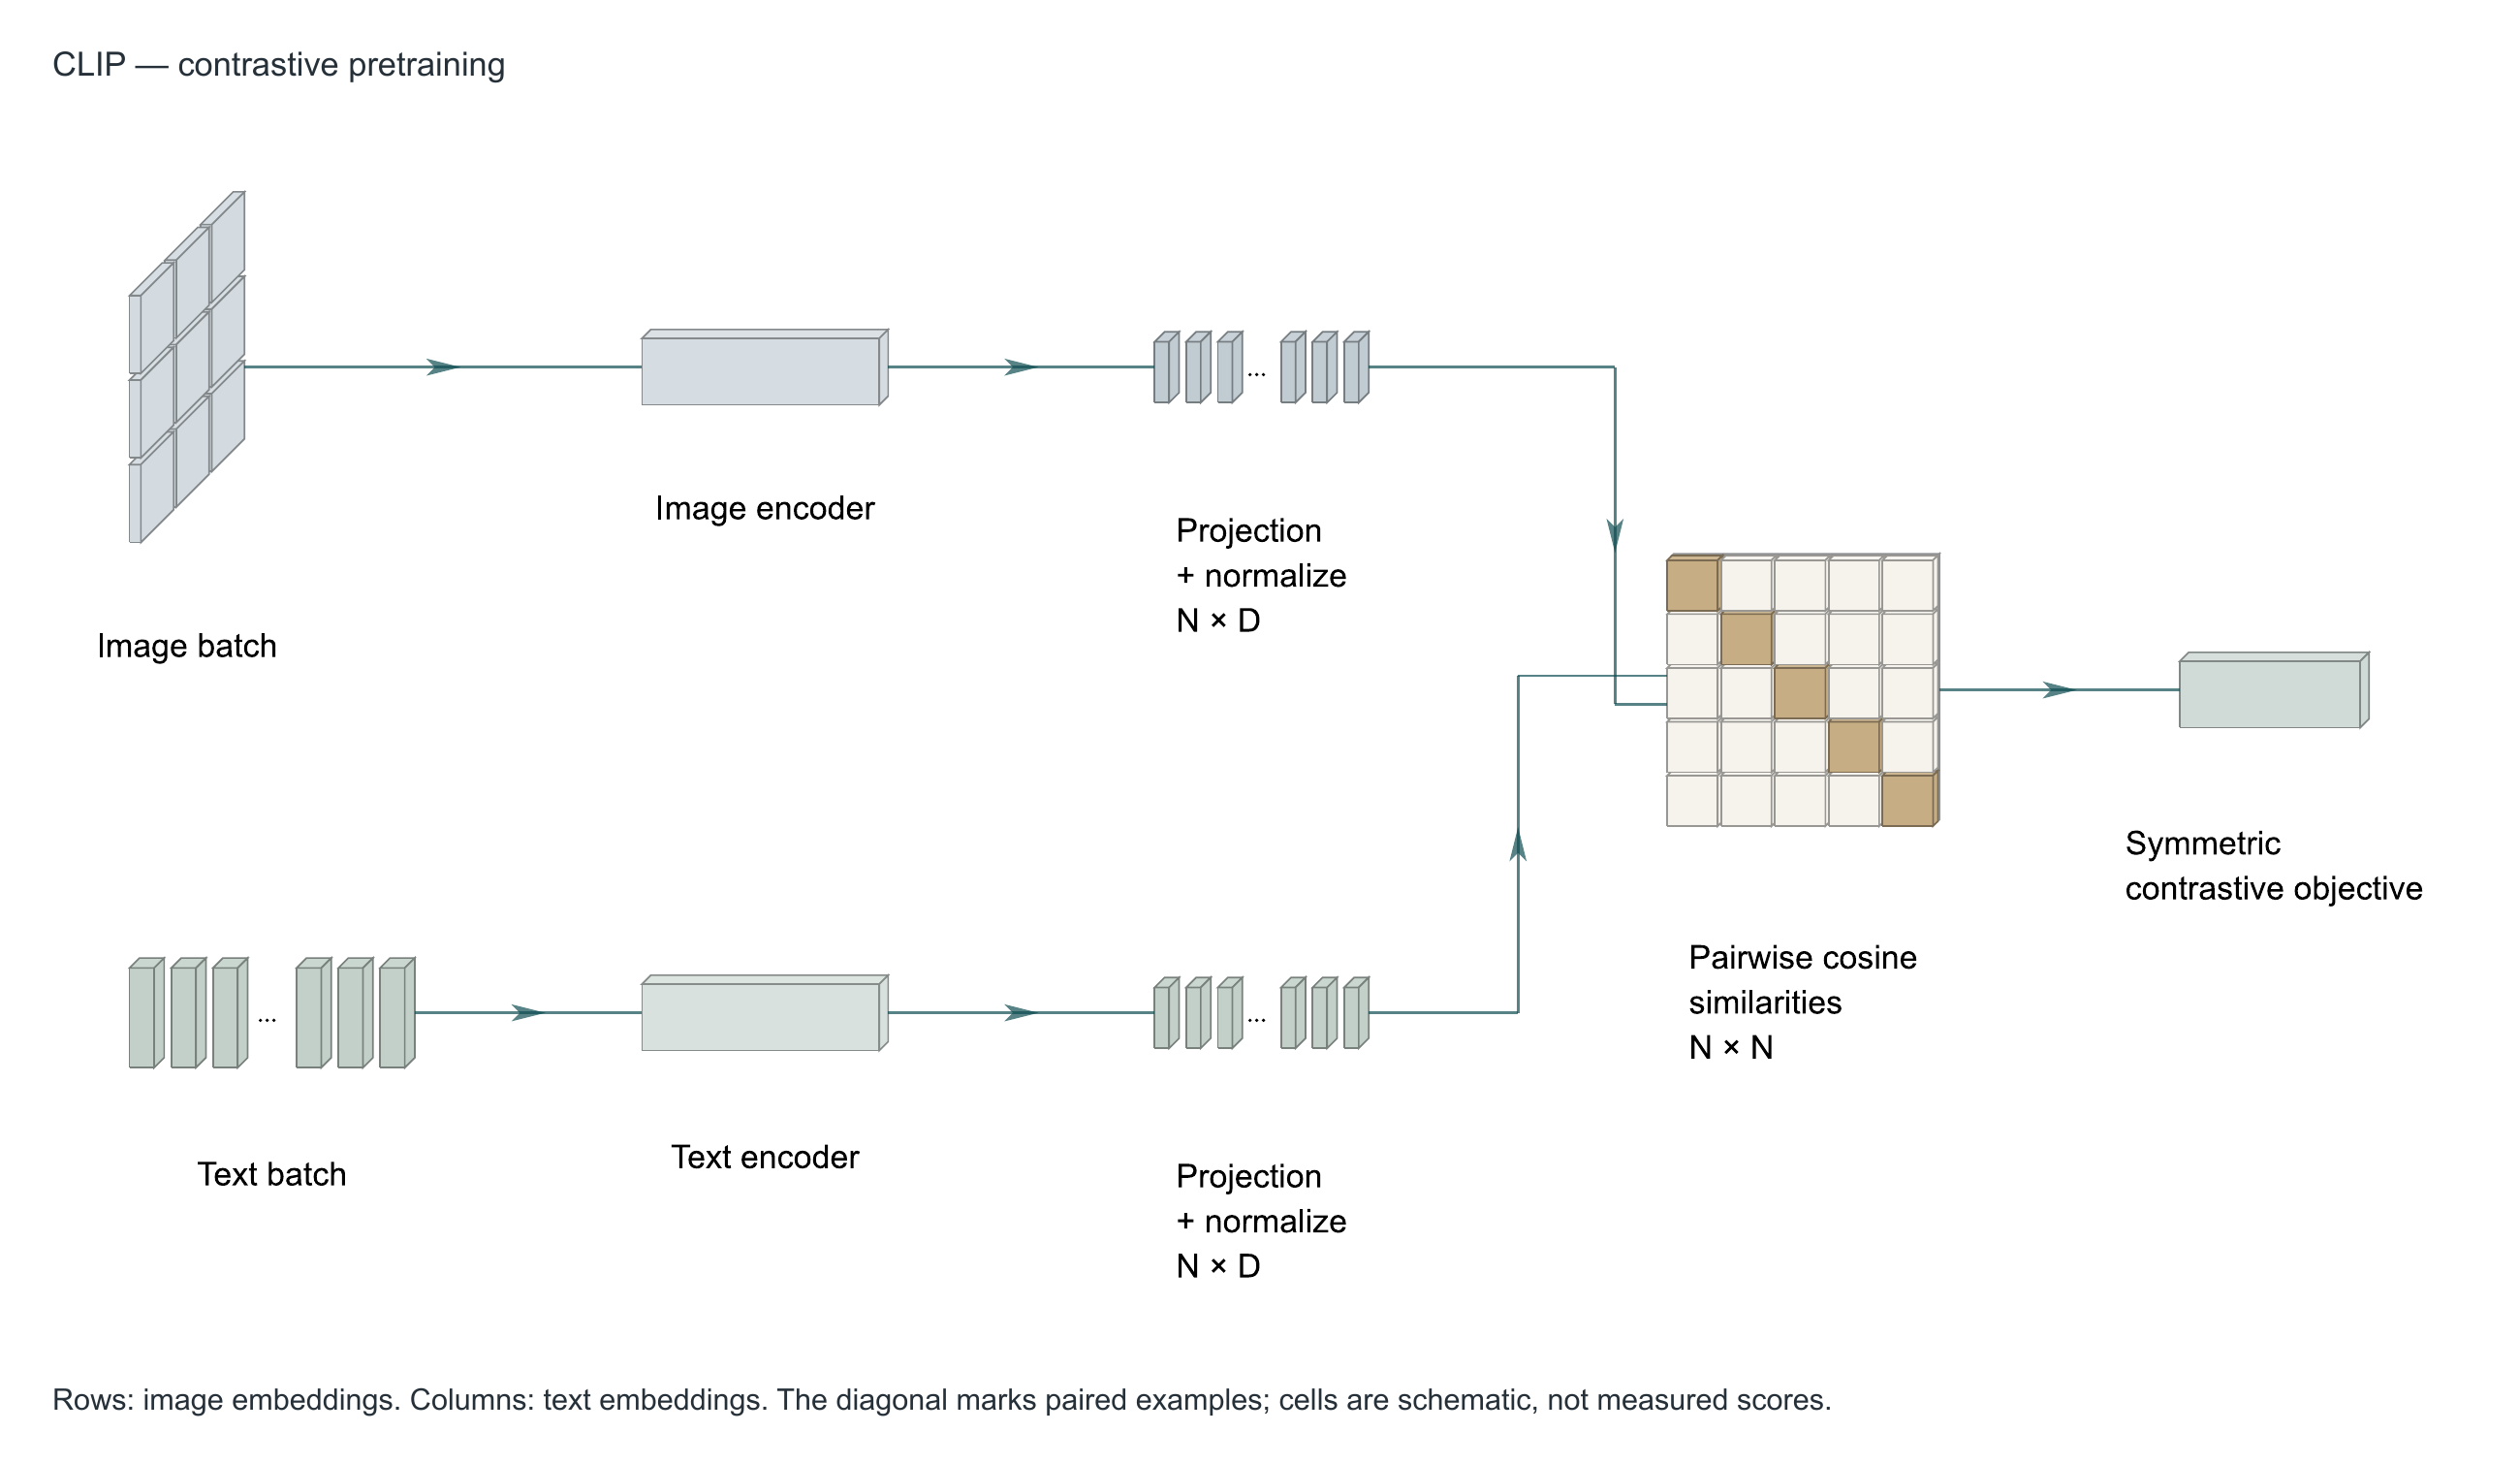 CLIP — contrastive pretraining
Image batch
Image encoder
...
Projection
+ normalize
N × D
Text batch
...
Text encoder
...
Projection
+ normalize
N × D
Pairwise cosine
similarities
N × N
Symmetric
contrastive objective
Rows: image embeddings. Columns: text embeddings. The diagonal marks paired examples; cells are schematic, not measured scores.